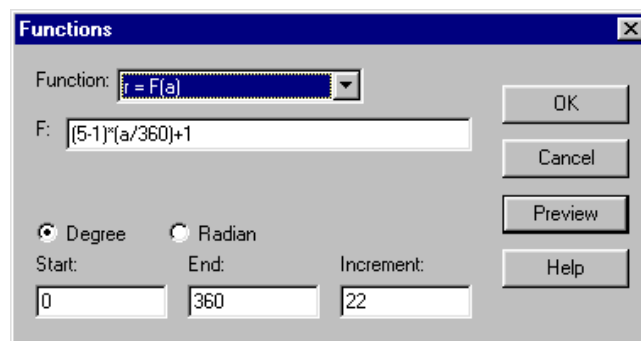 Functions
Function: r = F(a)
OK
F: (5-1)*(a/360)+1
Cancel
Preview
Degree Radian
Start: End: Increment:
Help
0 360 22